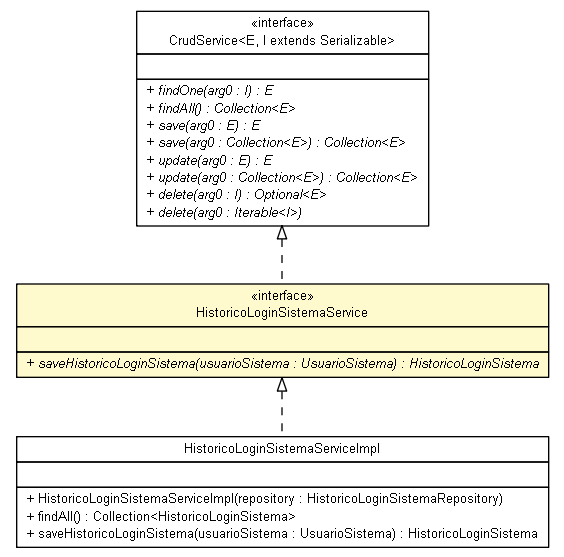 «interface»
CrudService<E, I extends Serializable>
+ findOne(arg0 : I) : E
+ findAll() : Collection<E>
+ save(arg0 : E) : E
+ save(arg0 : Collection<E>) : Collection<E>
+ update(arg0 : E) : E
+ update(arg0 : Collection<E>) : Collection<E>
+ delete(arg0 : I) : Optional<E>
+ delete(arg0 : Iterable<I>)
«interface»
HistoricoLoginSistemaService
+ saveHistoricoLoginSistema(usuarioSistema : UsuarioSistema) : HistoricoLoginSistema
HistoricoLoginSistemaServiceImpl
+ HistoricoLoginSistemaServiceImpl(repository : HistoricoLoginSistemaRepository)
+ findAll() : Collection<HistoricoLoginSistema>
+ saveHistoricoLoginSistema(usuarioSistema : UsuarioSistema) : HistoricoLoginSistema